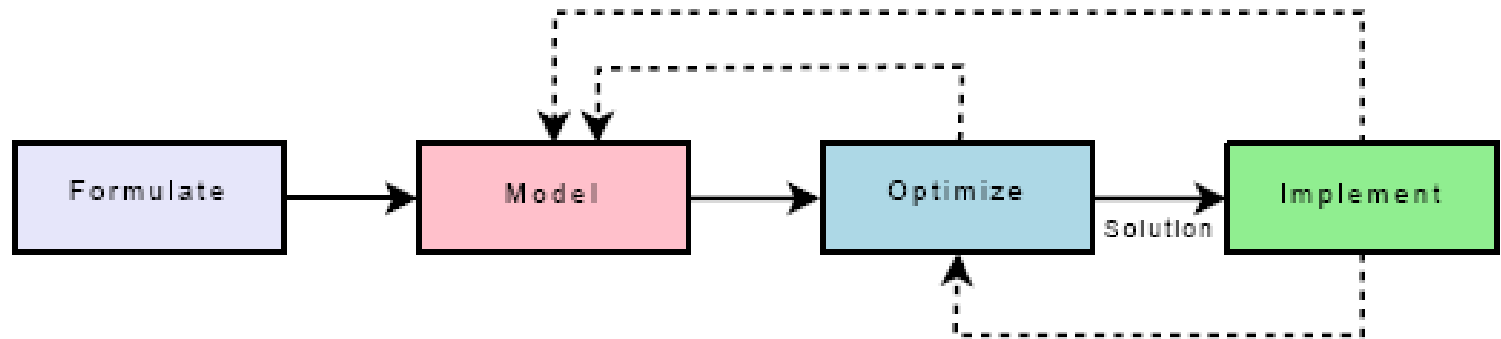 Formulate
Model
Optimize
Solution
Implement